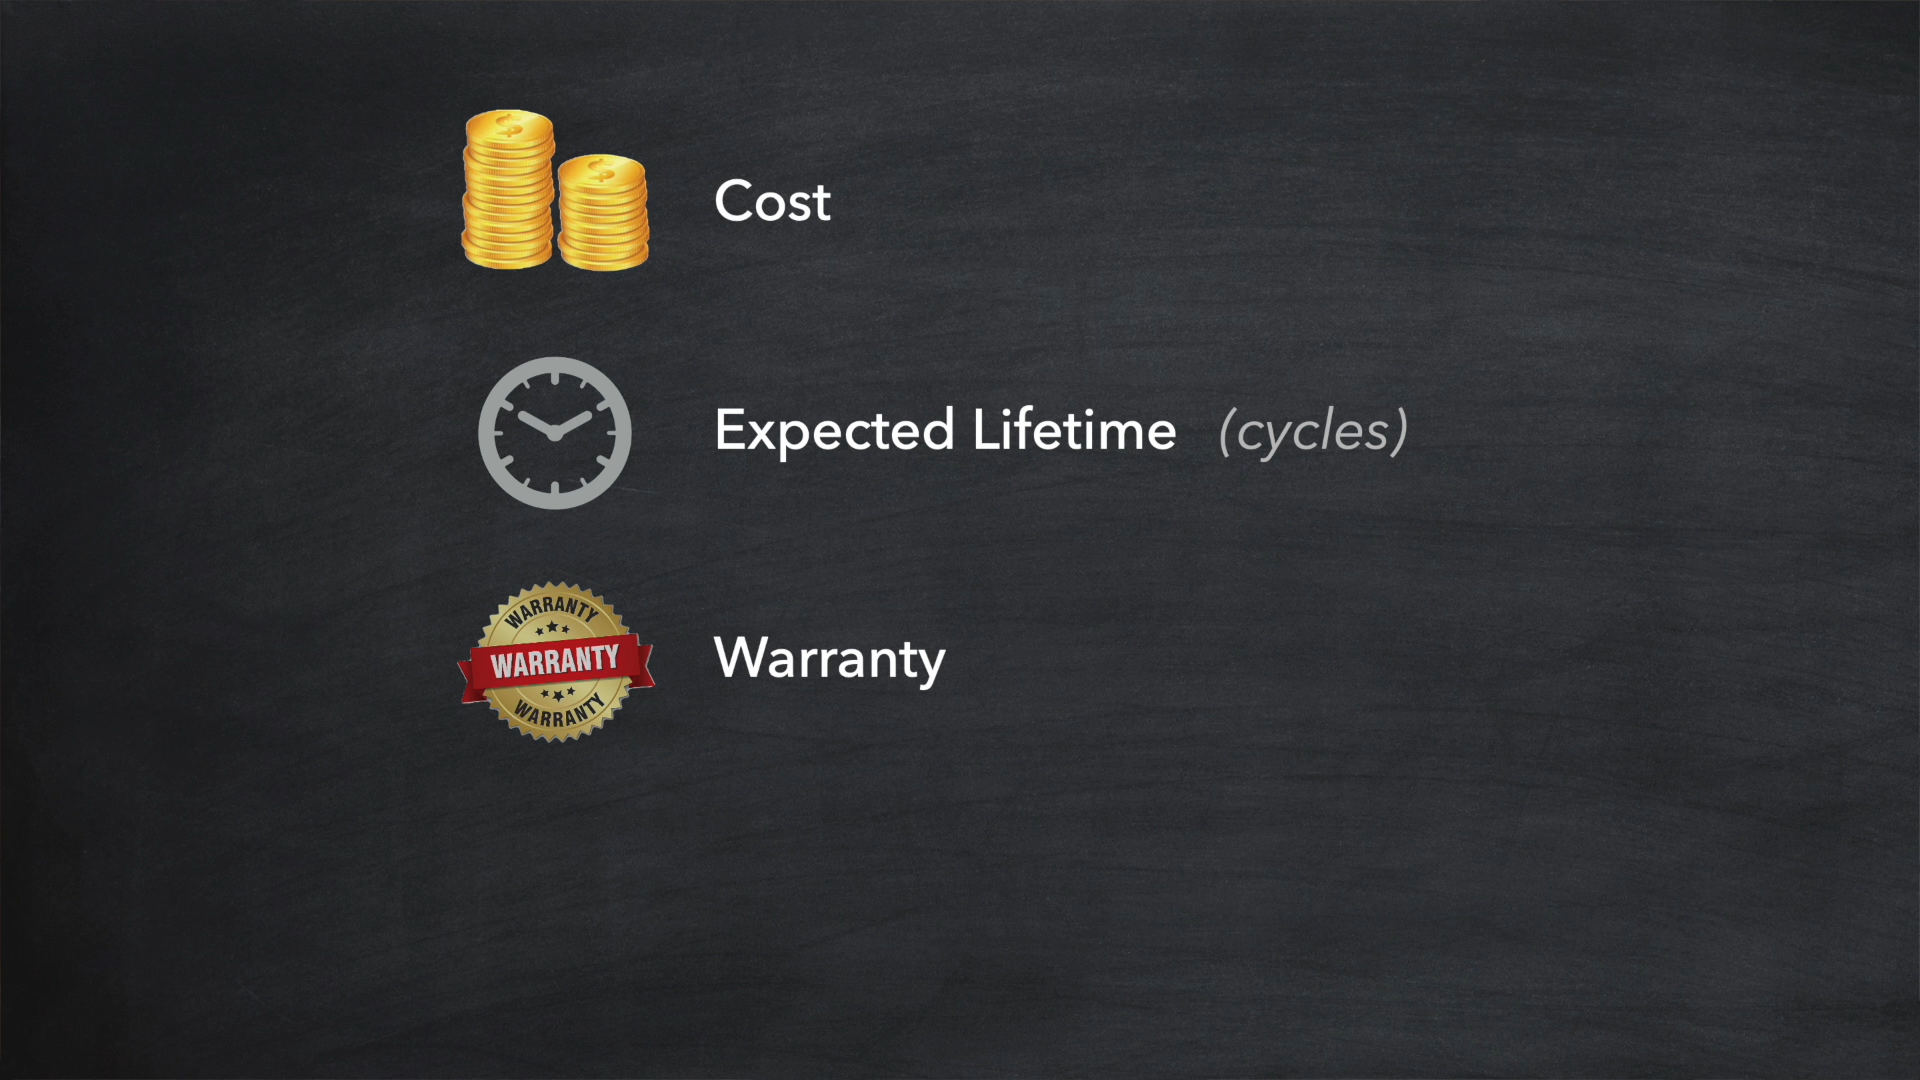 $
$
Cost
Expected Lifetime (cycles)
WARRANTY
WARRANTY
WARRANTY
Warranty